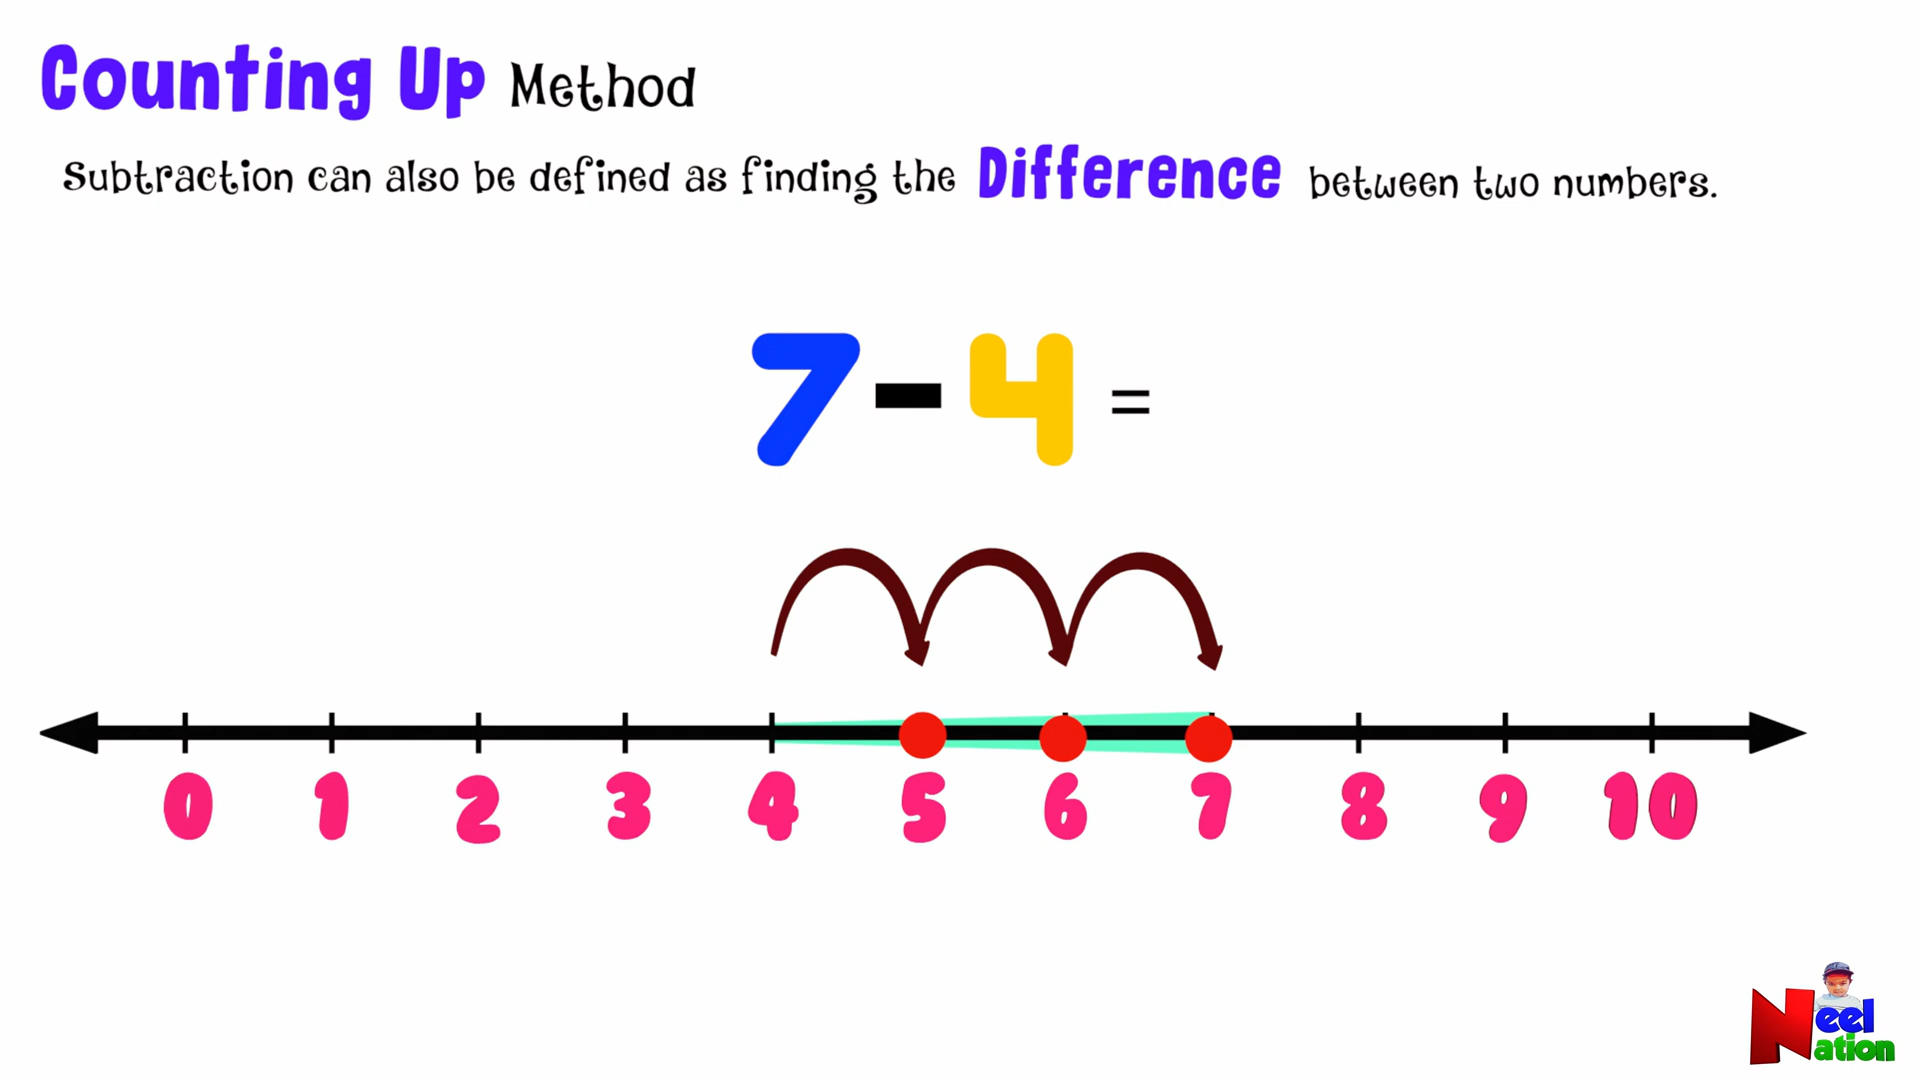 Counting Up Method
Subtraction can also be defined as finding the Difference between two numbers.
7 - 4 =
0 1 2 3 4 5 6 7 8 9 10
Neel
Nation